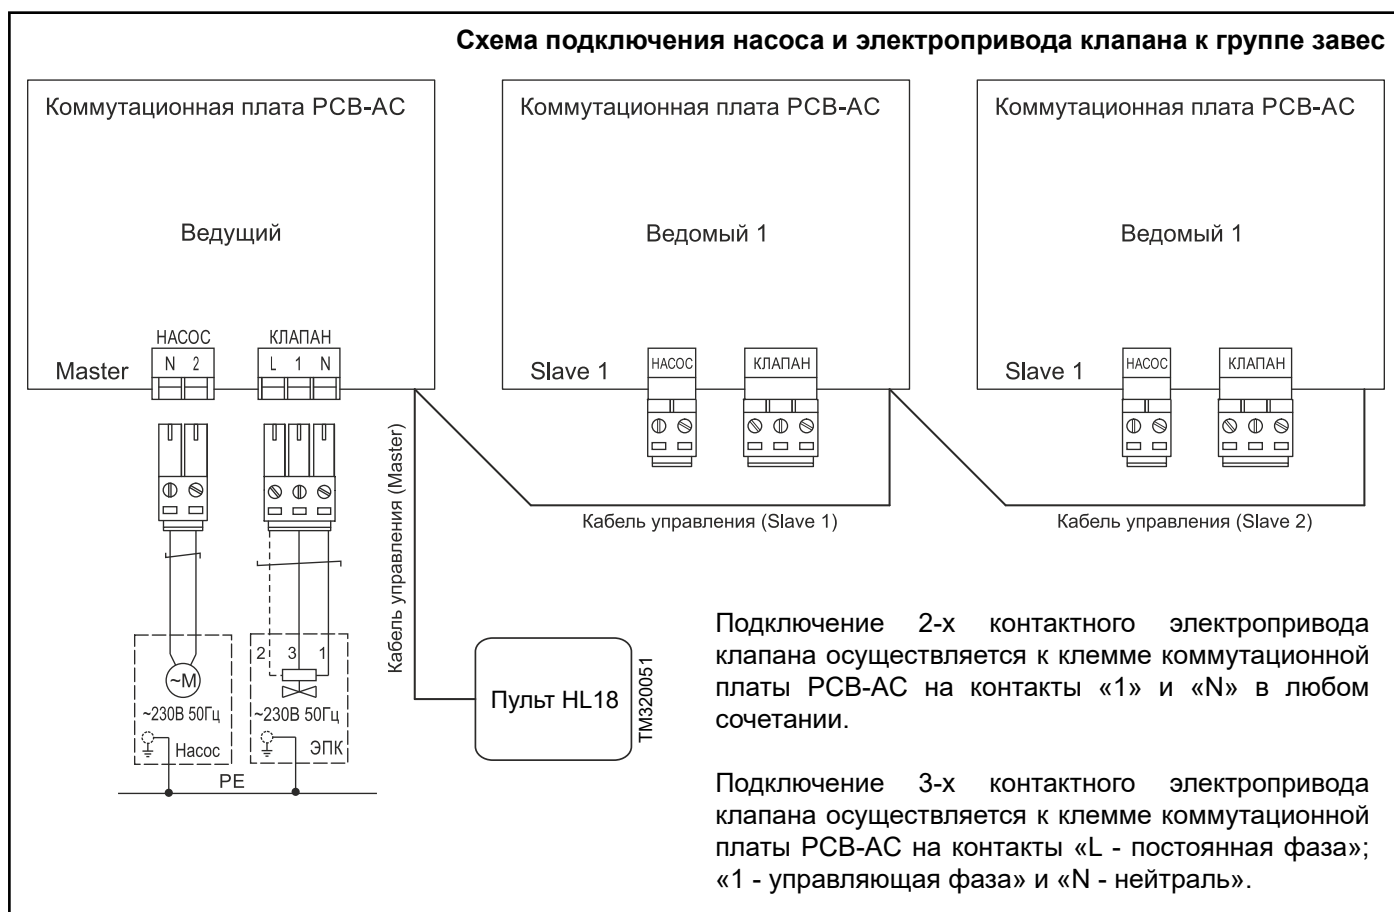 Схема подключения насоса и электропривода клапана к группе завес
Коммутационная плата PCB-AC
Ведущий
НАСОС
КЛАПАН
Master
N 2
L 1 N
Коммутационная плата PCB-AC
Ведомый 1
Slave 1
НАСОС
КЛАПАН
Коммутационная плата PCB-AC
Ведомый 1
Slave 1
НАСОС
КЛАПАН
Кабель управления (Master)
Кабель управления (Slave 1)
Кабель управления (Slave 2)
~M
~230В 50Гц
Насос
2 3 1
~230В 50Гц
ЭПК
PE
Пульт HL18
TM320051
Подключение 2-х контактного электропривода
клапана осуществляется к клемме коммутационной
платы PCB-AC на контакты «1» и «N» в любом
сочетании.
Подключение 3-х контактного электропривода
клапана осуществляется к клемме коммутационной
платы PCB-AC на контакты «L - постоянная фаза»;
«1 - управляющая фаза» и «N - нейтраль».